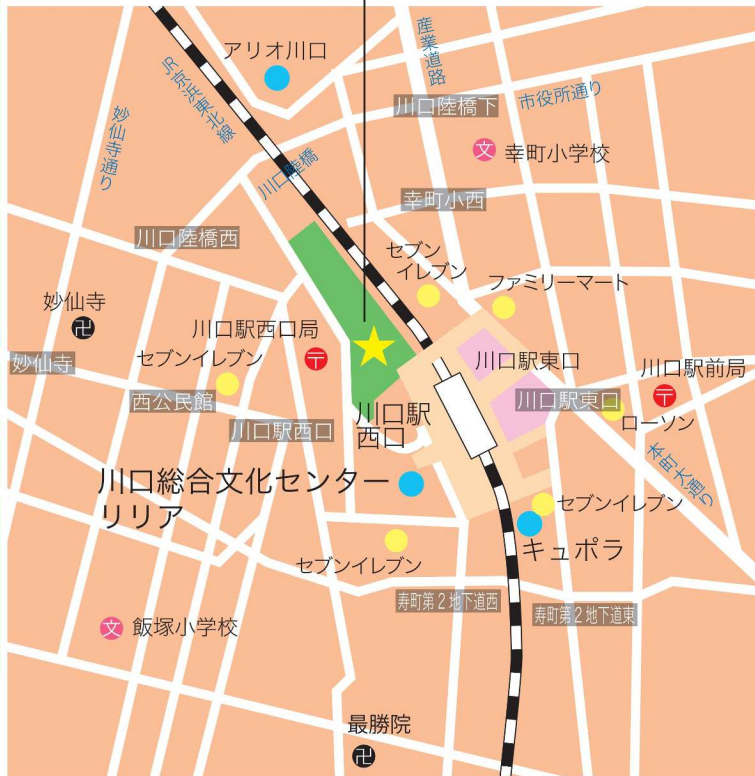 アリオ川口
産業道路
JR京浜東北線
川口陸橋下
市役所通り
妙仙寺通り
文
幸町小学校
川口陸橋
幸町小西
川口陸橋西
セブン
イレブン
ファミリーマート
妙仙寺
卍
川口駅西口局
〒
川口駅東口
川口駅前局
〒
妙仙寺
セブンイレブン
西公民館
川口駅西口
川口駅
西口
川口駅東口
ローソン
本町大通り
川口総合文化センター
リリア
セブンイレブン
キュポラ
セブンイレブン
寿町第2地下道西
寿町第2地下道東
文
飯塚小学校
最勝院
卍